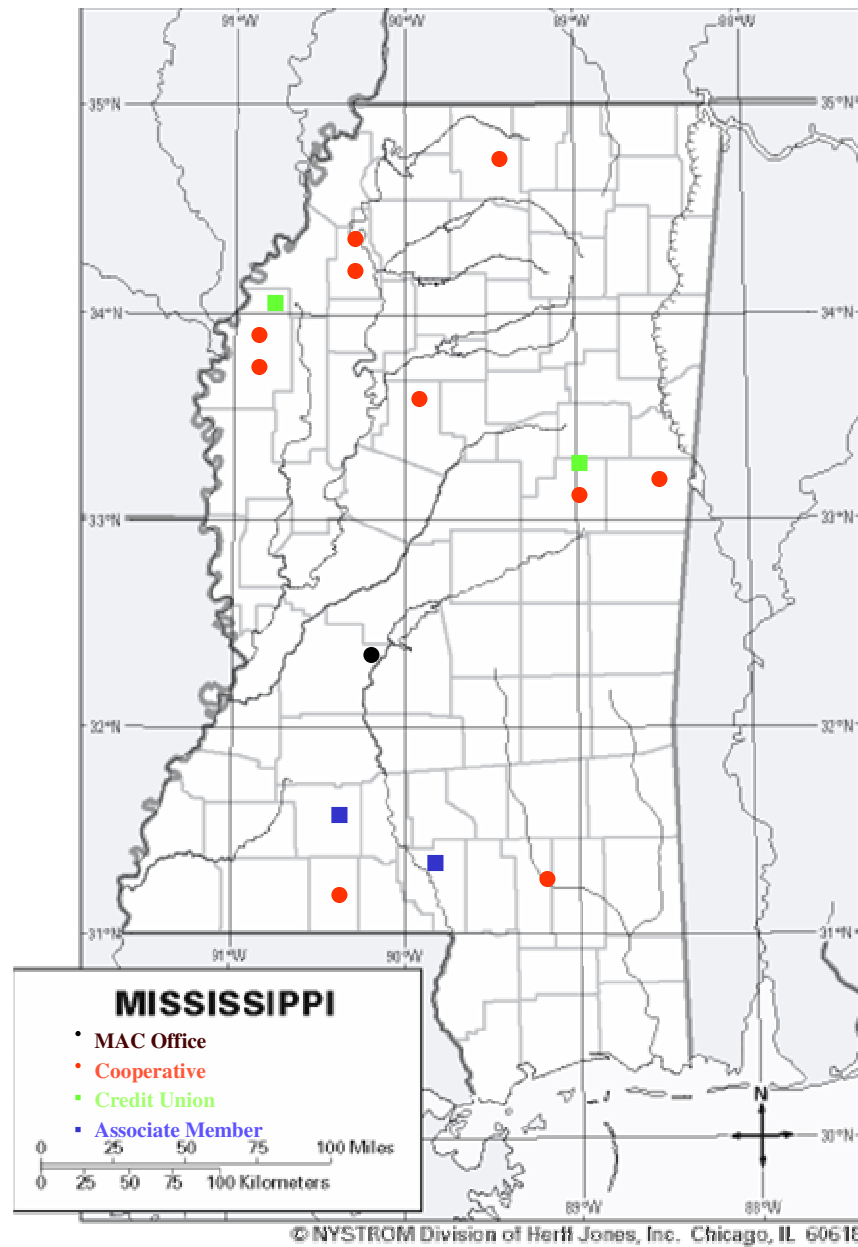 91°W 90°W 89°W 88°W
35°N 35°N
34°N 34°N
33°N 33°N
32°N 32°N
31°N 31°N
91°W 90°W
MISSISSIPPI
• MAC Office
• Cooperative
▪ Credit Union
▪ Associate Member
0 25 50 75 100 Miles
0 25 50 75 100 Kilometers
N
30°N
89°W 88°W
© NYSTROM Division of Herff Jones, Inc. Chicago, IL 60618